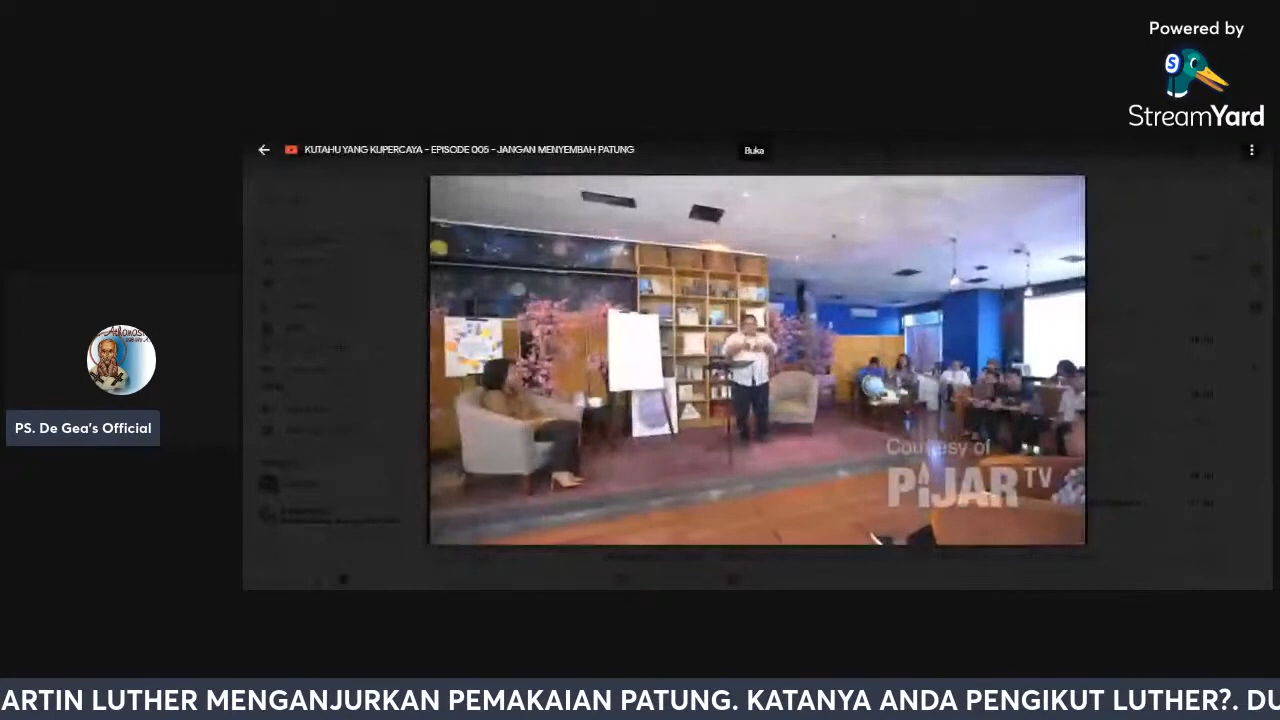 Powered by
StreamYard
KUTAHU YANG KUPERCAYA - EPISODE 005 - JANGAN MENYEMBAH PATUNG
Buka
PS. De Gea's Official
Courtesy of
PIJAR TV
ARTIN LUTHER MENGANJURKAN PEMAKAIAN PATUNG. KATANYA ANDA PENGIKUT LUTHER?. DU